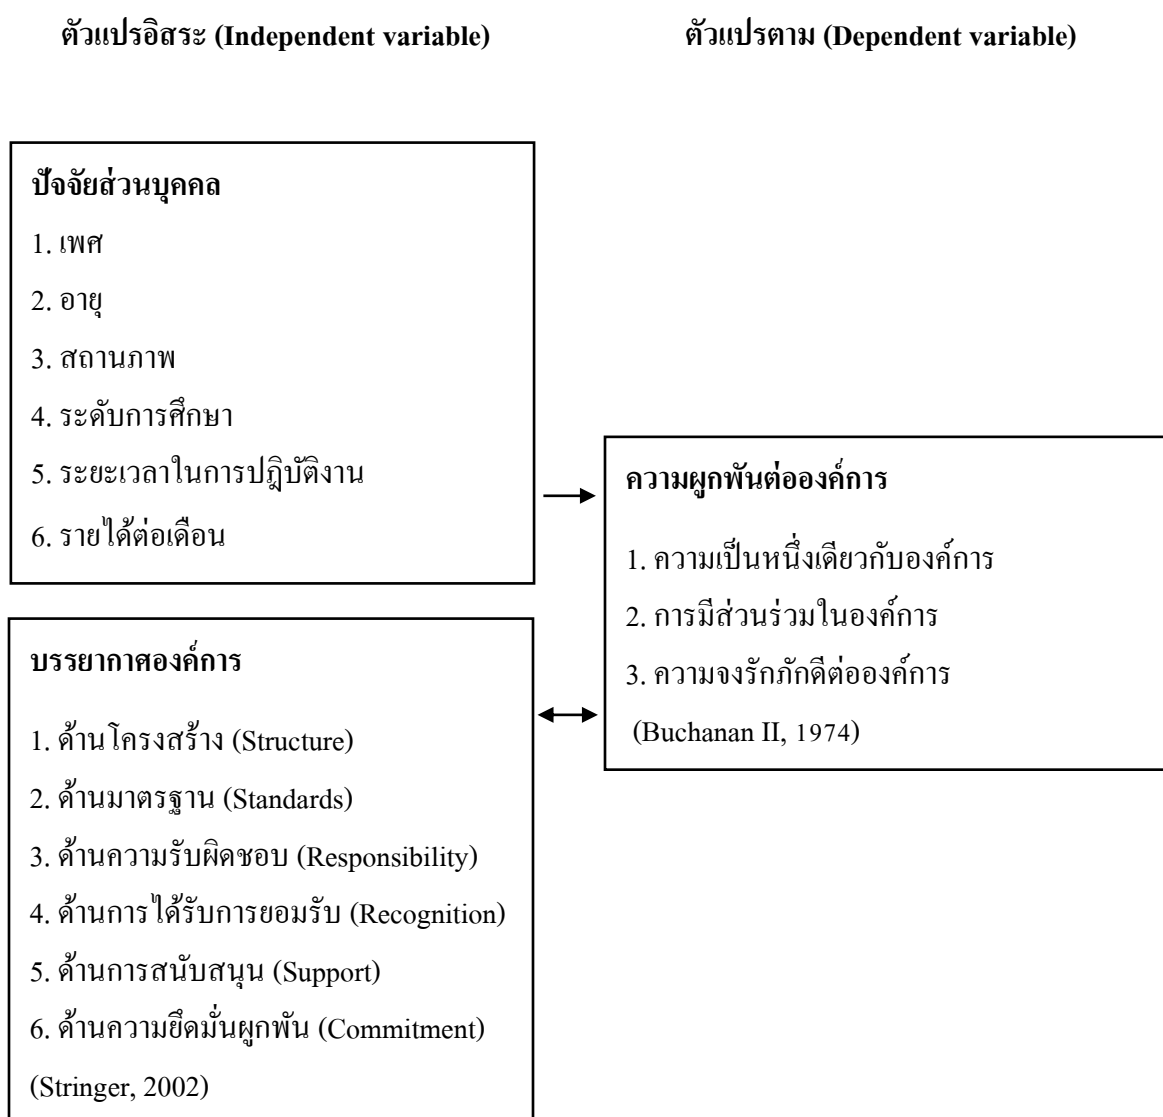 ตัวแปรอิสระ (Independent variable)
ตัวแปรตาม (Dependent variable)
ปัจจัยส่วนบุคคล
1. เพศ
2. อายุ
3. สถานภาพ
4. ระดับการศึกษา
5. ระยะเวลาในการปฏิบัติงาน
6. รายได้ต่อเดือน
บรรยากาศองค์การ
1. ด้านโครงสร้าง (Structure)
2. ด้านมาตรฐาน (Standards)
3. ด้านความรับผิดชอบ (Responsibility)
4. ด้านการได้รับการยอมรับ (Recognition)
5. ด้านการสนับสนุน (Support)
6. ด้านความยึดมั่นผูกพัน (Commitment)
(Stringer, 2002)
ความผูกพันต่อองค์การ
1. ความเป็นหนึ่งเดียวกับองค์การ
2. การมีส่วนร่วมในองค์การ
3. ความจงรักภักดีต่อองค์การ
(Buchanan II, 1974)